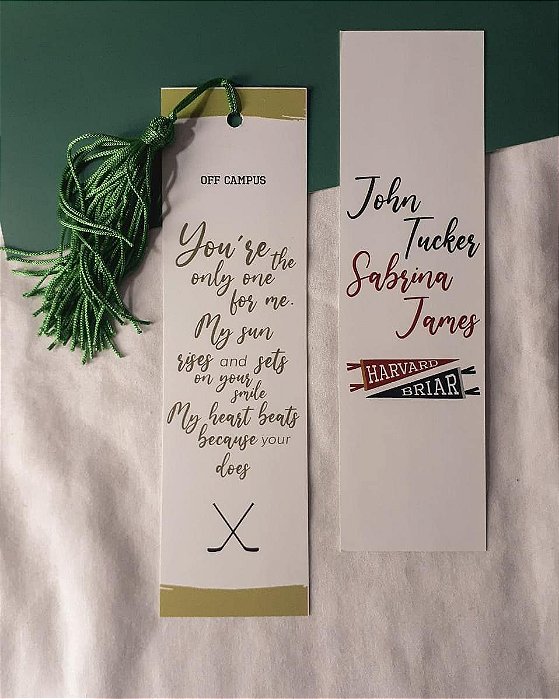 OFF CAMPUS
You're the
only one
for me.
My sun
rises and sets
on your
smile
My heart beats
because your
does
John
Tucker
Sabrina
James
HARVARD
BRIAR